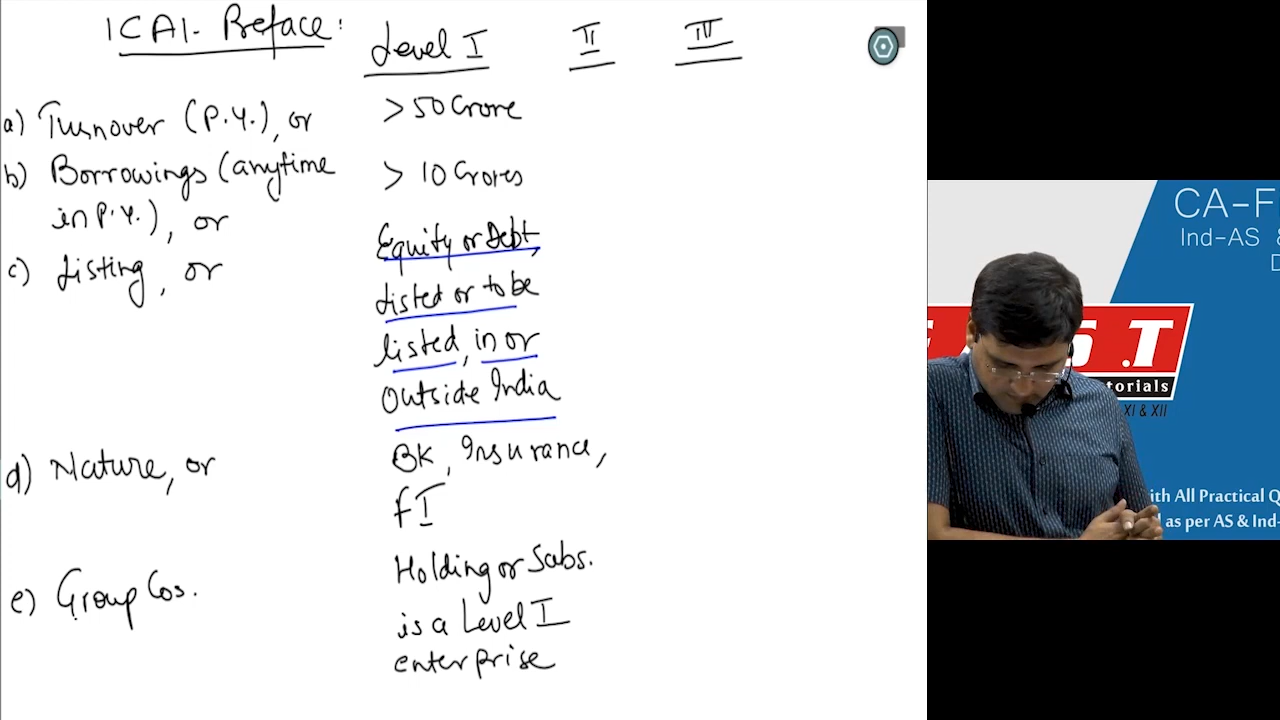 ICAI. Preface:
Level I II III
a) Turnover (P.Y.), or > 50 Crore
b) Borrowings (anytime > 10 Crores
in P.Y.), or
c) Listing, or Equity or Debt,
Listed or to be
listed, in or
Outside India
d) Nature, or BK, Insurance,
FI
e) Group Cos. Holding or Subs.
is a Level I
enterprise
CA-F
Ind-AS &
D
S.T
torials
XI & XII
ith All Practical Q
as per AS & Ind-